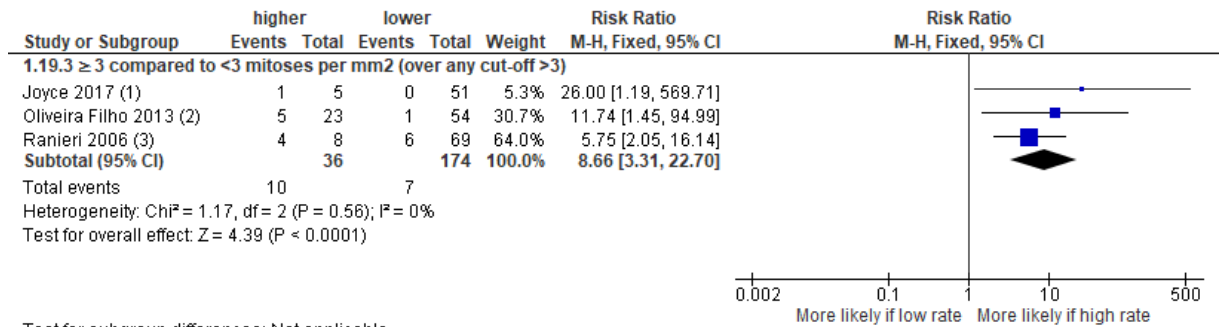 higher lower Risk Ratio Risk Ratio
Study or Subgroup Events Total Events Total Weight M-H, Fixed, 95% CI M-H, Fixed, 95% CI
1.19.3 ≥ 3 compared to <3 mitoses per mm2 (over any cut-off >3)
Joyce 2017 (1) 1 5 0 51 5.3% 26.00 [1.19, 569.71]
Oliveira Filho 2013 (2) 5 23 1 54 30.7% 11.74 [1.45, 94.99]
Ranieri 2006 (3) 4 8 6 69 64.0% 5.75 [2.05, 16.14]
Subtotal (95% CI) 36 174 100.0% 8.66 [3.31, 22.70]
Total events 10 7
Heterogeneity: Chi² = 1.17, df = 2 (P = 0.56); I² = 0%
Test for overall effect: Z = 4.39 (P < 0.0001)
0.002 0.1 1 10 500
More likely if low rate More likely if high rate
Test for subgroup differences: Not applicable